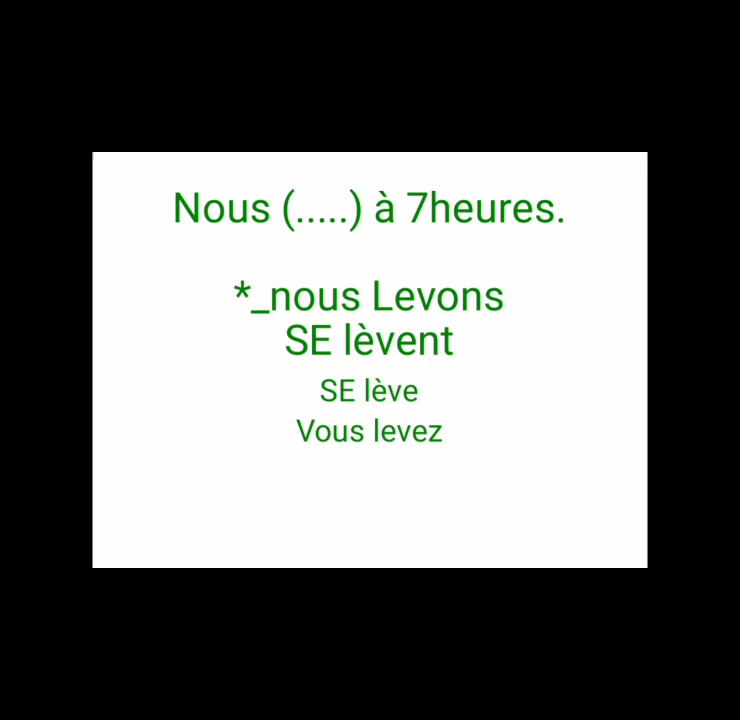 Nous (.....) à 7heures.
*_nous Levons
SE lèvent
SE lève
Vous levez